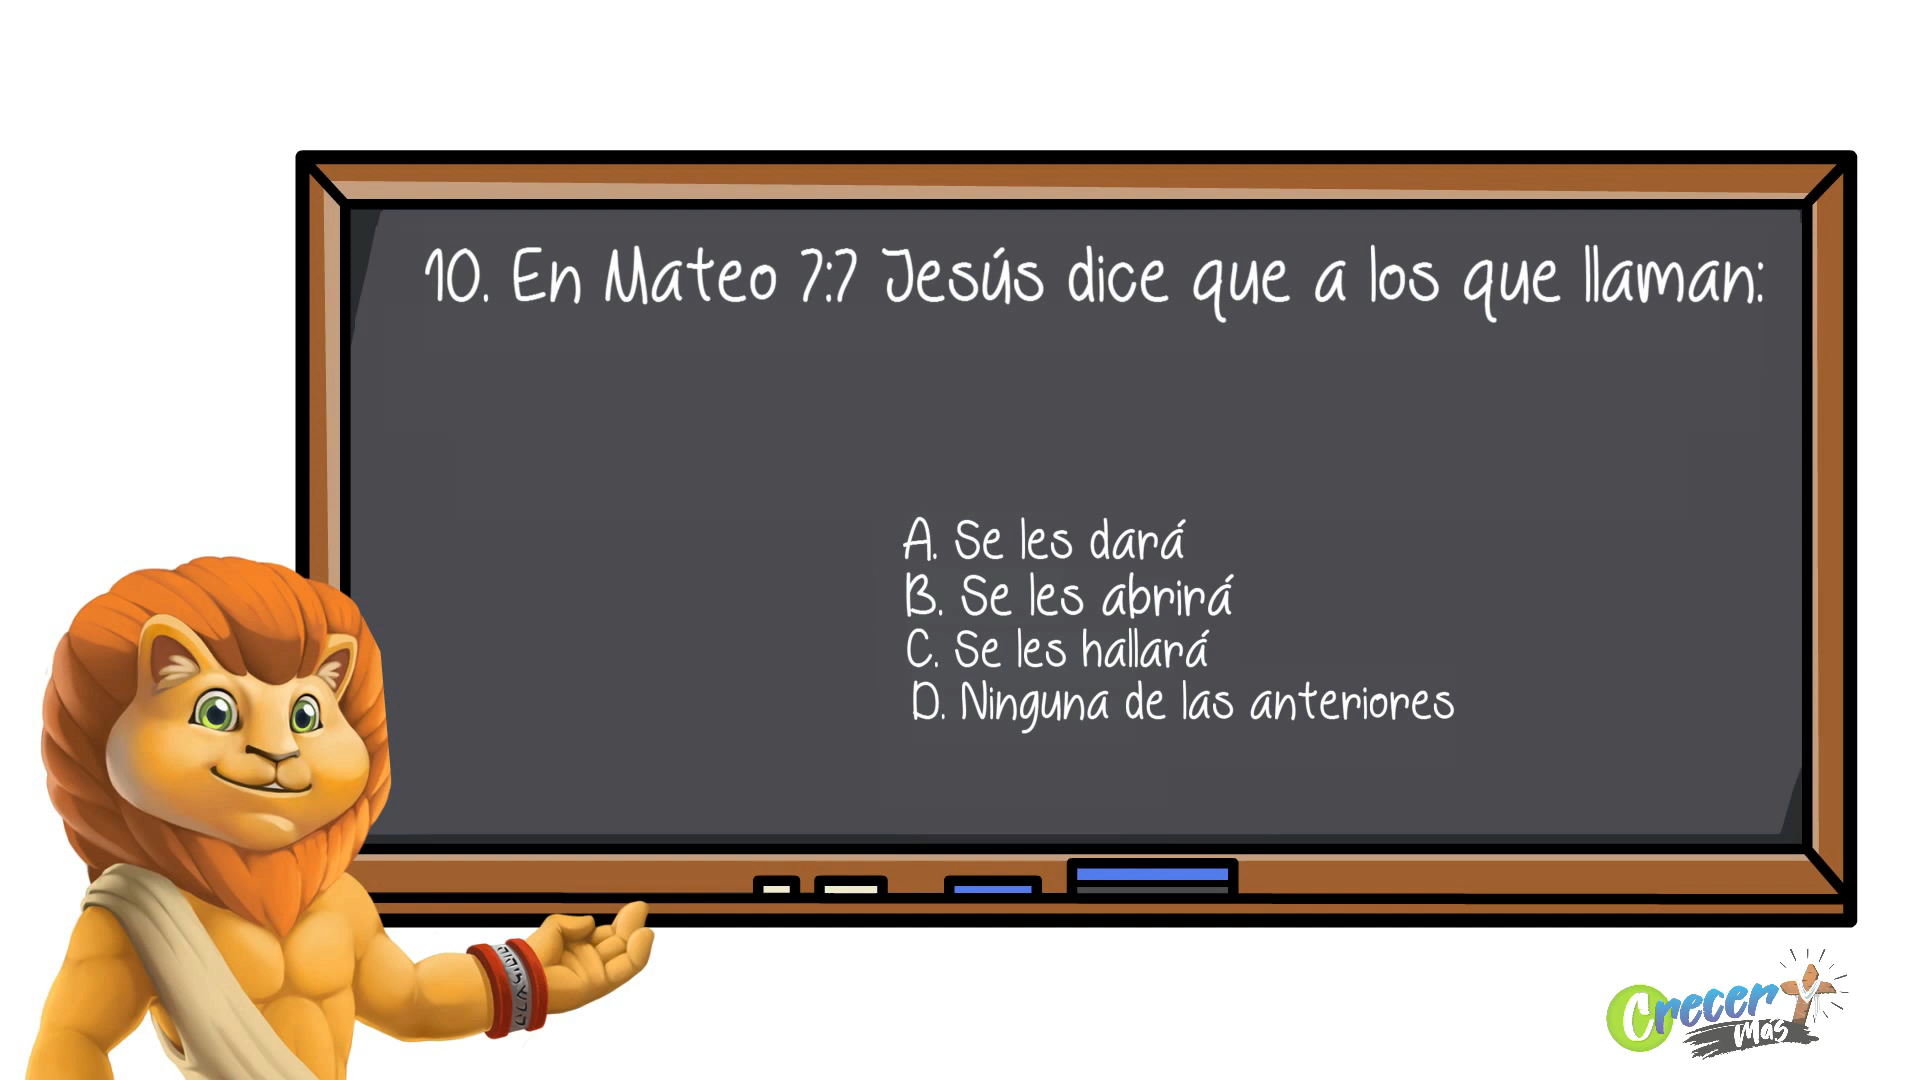 10. En Mateo 7:7 Jesús dice que a los que llaman:
A. Se les dará
B. Se les abrirá
C. Se les hallará
D. Ninguna de las anteriores
Crecer
Más